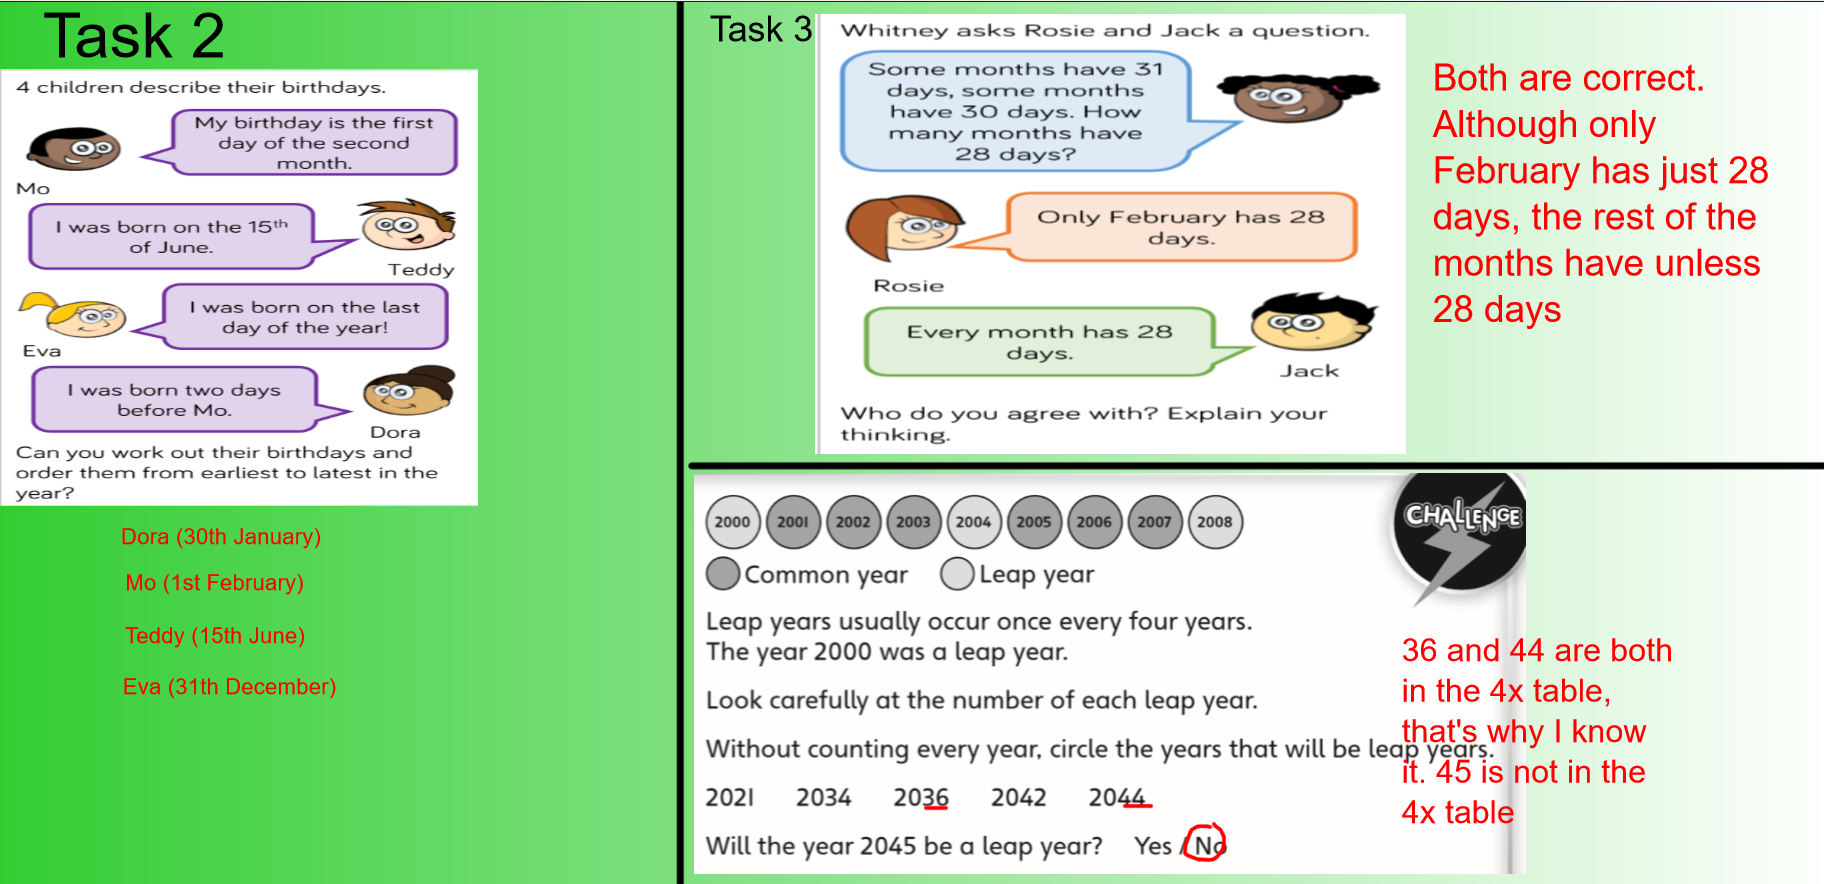 Task 2
4 children describe their birthdays.
My birthday is the first
day of the second
month.
Mo
I was born on the 15th
of June.
Teddy
I was born on the last
day of the year!
Eva
I was born two days
before Mo.
Dora
Can you work out their birthdays and
order them from earliest to latest in the
year?
Dora (30th January)
Mo (1st February)
Teddy (15th June)
Eva (31th December)
Task 3
Whitney asks Rosie and Jack a question.
Some months have 31
days, some months
have 30 days. How
many months have
28 days?
Only February has 28
days.
Rosie
Every month has 28
days.
Jack
Who do you agree with? Explain your
thinking.
Both are correct.
Although only
February has just 28
days, the rest of the
months have unless
28 days
2000 2001 2002 2003 2004 2005 2006 2007 2008
CHALLENGE
Common year Leap year
Leap years usually occur once every four years.
The year 2000 was a leap year.
Look carefully at the number of each leap year.
Without counting every year, circle the years that will be leap years.
2021 2034 2036 2042 2044
Will the year 2045 be a leap year? Yes / No
36 and 44 are both
in the 4x table,
that's why I know
it. 45 is not in the
4x table